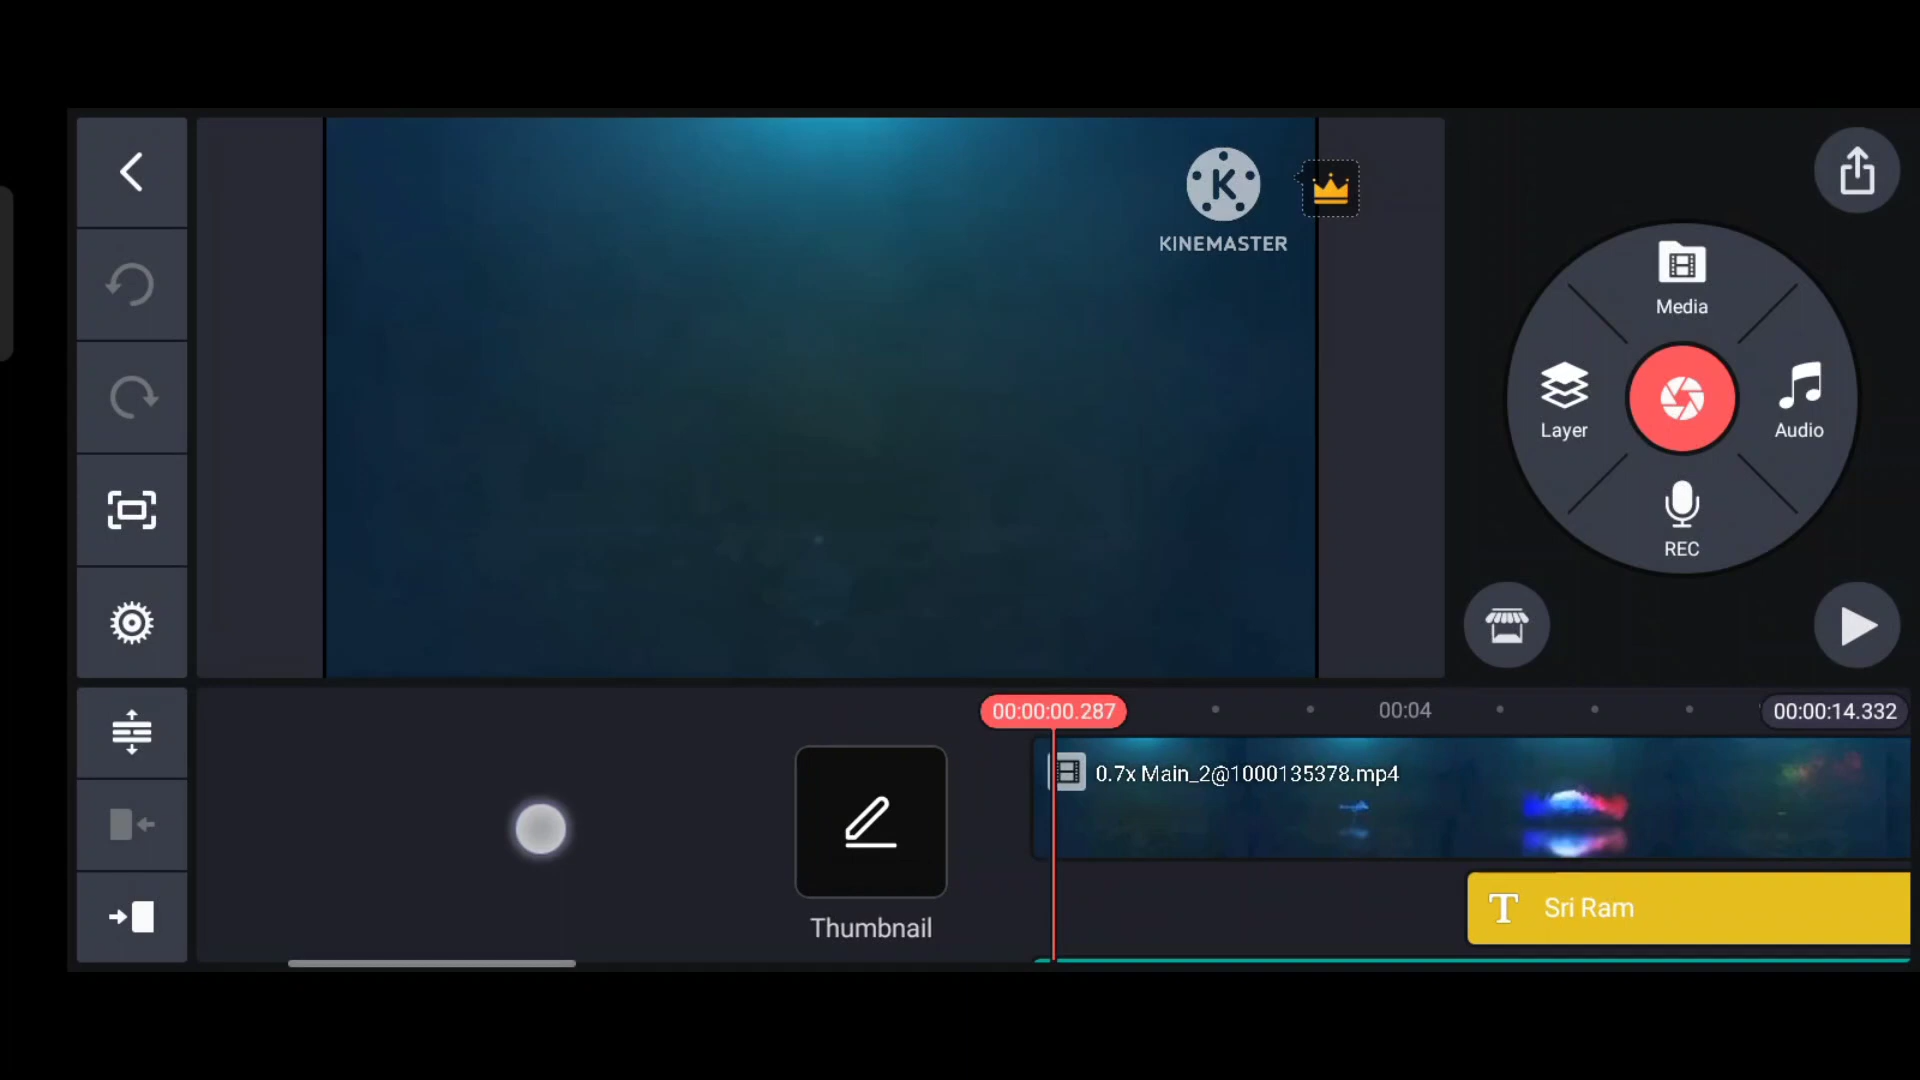 K
KINEMASTER
Media
Layer
Audio
REC
00:00:00.287
00:04
00:00:14.332
0.7x Main_2@1000135378.mp4
Thumbnail
T Sri Ram